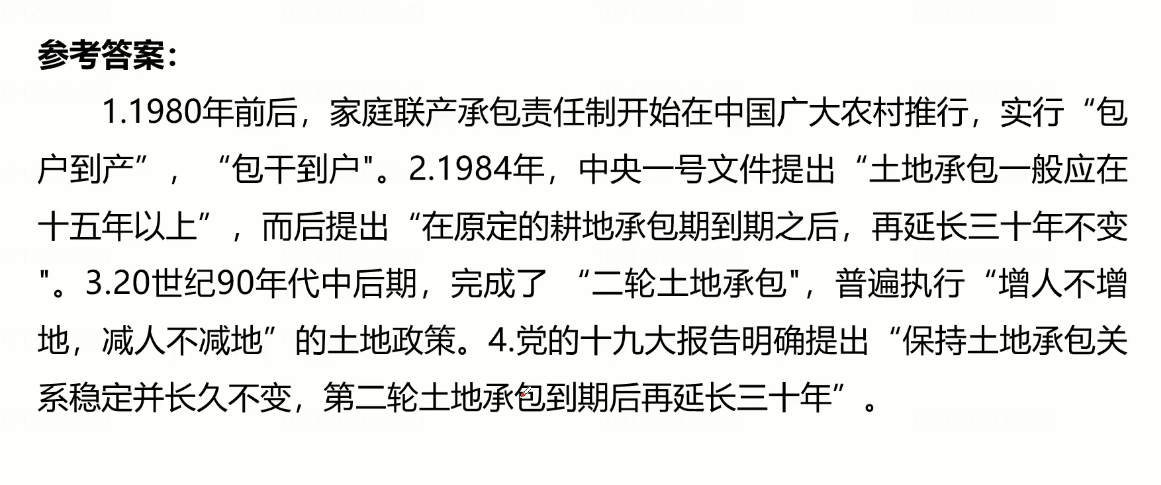 参考答案：
1.1980年前后，家庭联产承包责任制开始在中国广大农村推行，实行“包
户到产”，“包干到户"。2.1984年，中央一号文件提出“土地承包一般应在
十五年以上”，而后提出“在原定的耕地承包期到期之后，再延长三十年不变
"。3.20世纪90年代中后期，完成了 “二轮土地承包"，普遍执行“增人不增
地，减人不减地”的土地政策。4.党的十九大报告明确提出“保持土地承包关
系稳定并长久不变，第二轮土地承包到期后再延长三十年”。